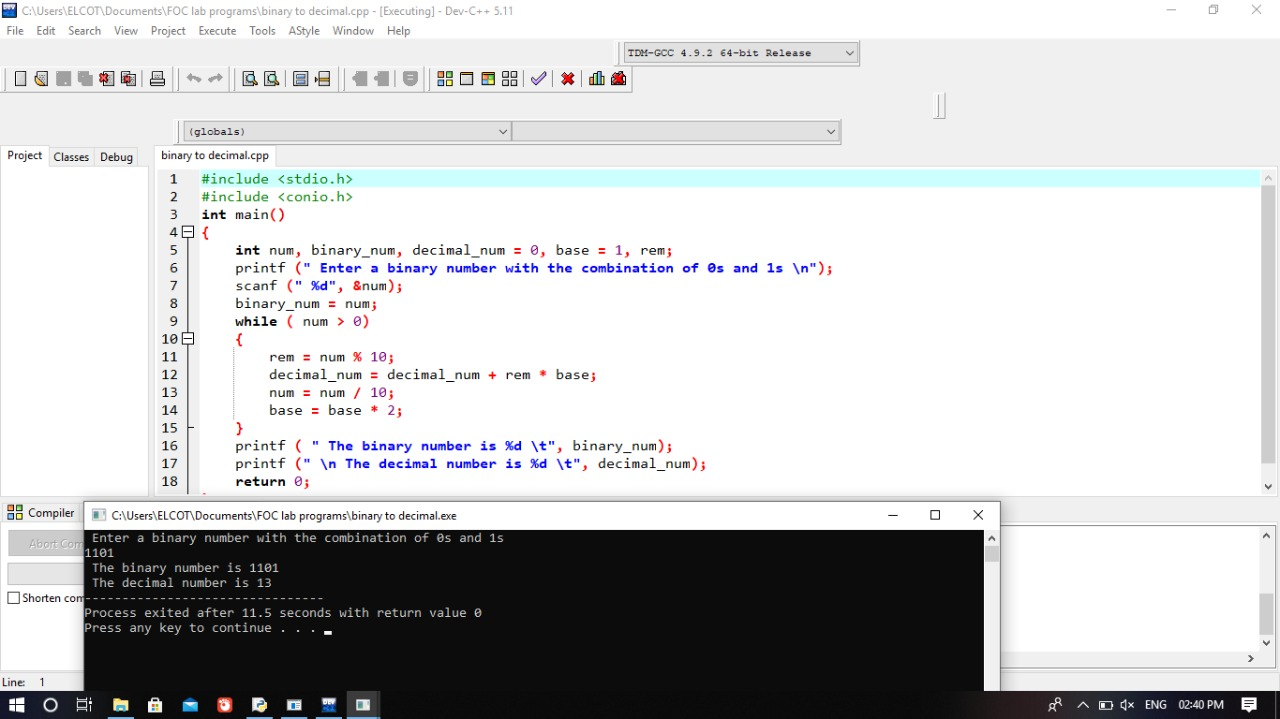 C:\Users\ELCOT\Documents\FOC lab programs\binary to decimal.cpp - [Executing] - Dev-C++ 5.11
File Edit Search View Project Execute Tools AStyle Window Help
TDM-GCC 4.9.2 64-bit Release
(globals)
Project Classes Debug binary to decimal.cpp
1 #include <stdio.h>
2 #include <conio.h>
3 int main()
4 {
5 int num, binary_num, decimal_num = 0, base = 1, rem;
6 printf (" Enter a binary number with the combination of 0s and 1s \n");
7 scanf (" %d", &num);
8 binary_num = num;
9 while ( num > 0)
10 {
11 rem = num % 10;
12 decimal_num = decimal_num + rem * base;
13 num = num / 10;
14 base = base * 2;
15 }
16 printf ( " The binary number is %d \t", binary_num);
17 printf (" \n The decimal number is %d \t", decimal_num);
18 return 0;
Compiler C:\Users\ELCOT\Documents\FOC lab programs\binary to decimal.exe
Enter a binary number with the combination of 0s and 1s
Abort Com
1101
The binary number is 1101
The decimal number is 13
Shorten com
--------------------------------
Process exited after 11.5 seconds with return value 0
Press any key to continue . . .
Line: 1
DEV ENG 02:40 PM